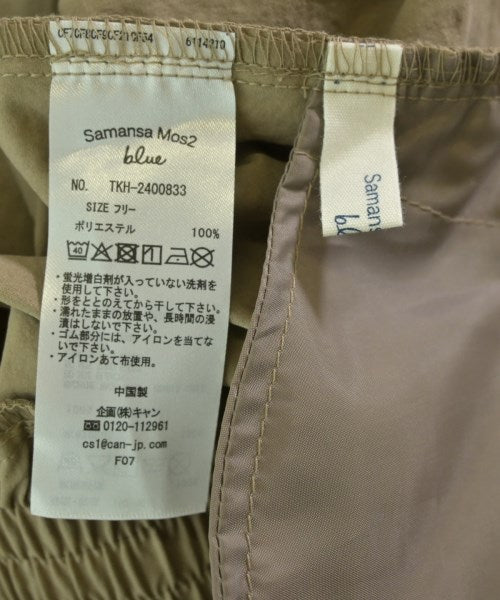 6114210
Samansa Mos2
blue
NO. TKH-2400833
SIZE フリー
ポリエステル 100%
40
・蛍光増白剤が入っていない洗剤を
使用して下さい。
・形をととのえてから干して下さい。
・濡れたままの放置や、長時間の浸
漬はしないで下さい。
・ゴム部分には、アイロンを当てな
いで下さい。
・アイロンあて布使用。
中国製
企画(株)キャン
0120-112961
cs1@can-jp.com
F07
Samansa